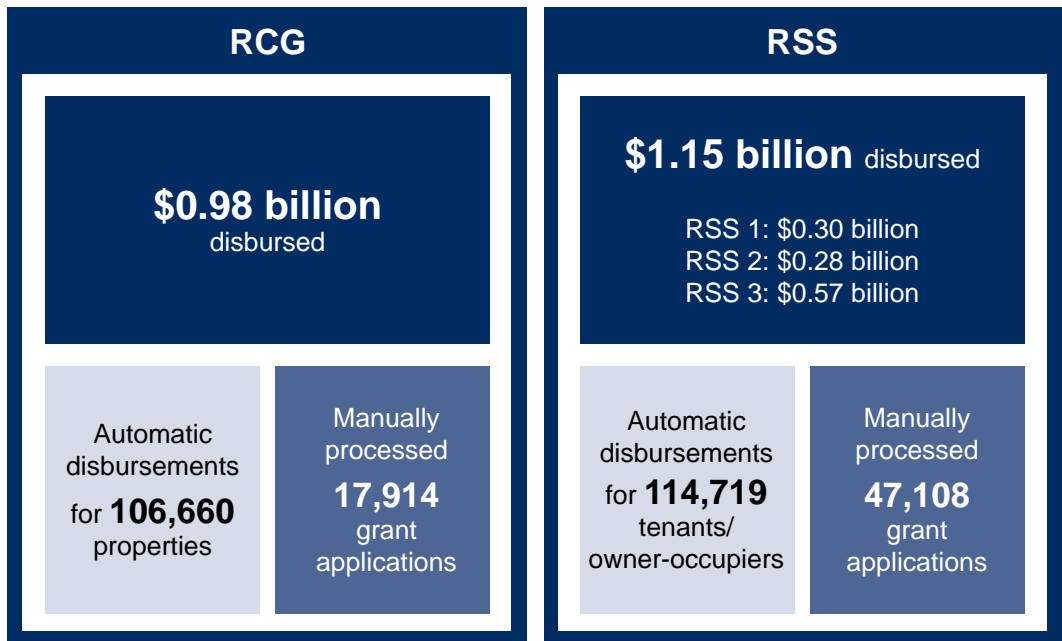 RCG
$0.98 billion
disbursed
Automatic
disbursements
for 106,660
properties
Manually
processed
17,914
grant
applications
RSS
$1.15 billion disbursed
RSS 1: $0.30 billion
RSS 2: $0.28 billion
RSS 3: $0.57 billion
Automatic
disbursements
for 114,719
tenants/
owner-occupiers
Manually
processed
47,108
grant
applications